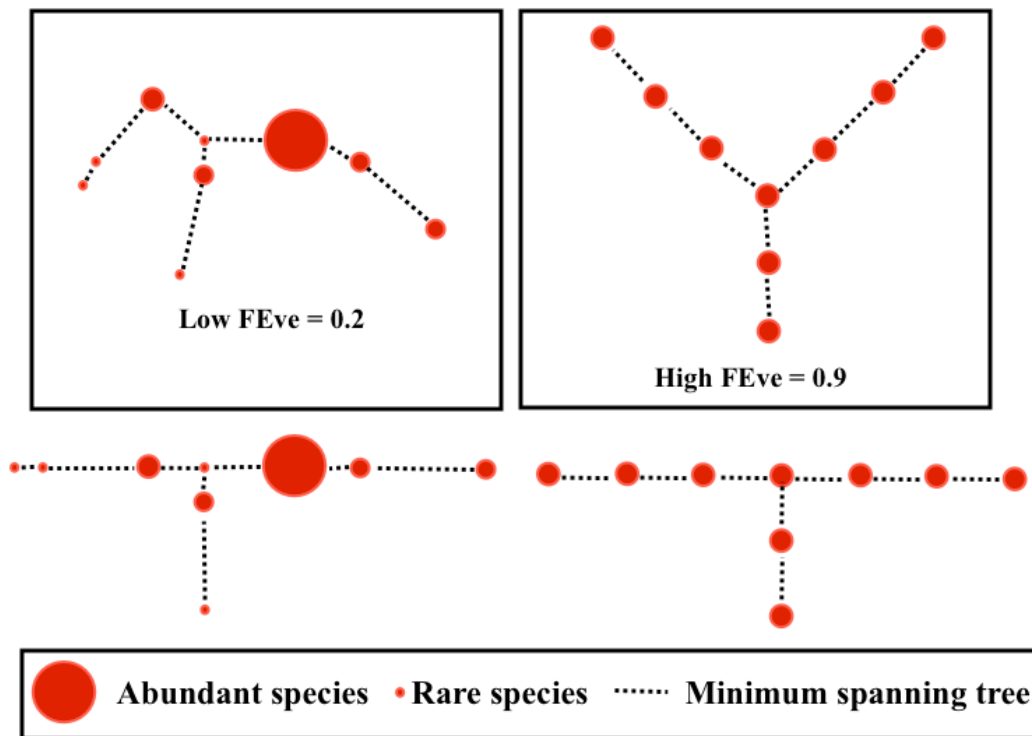 Low FEve = 0.2
High FEve = 0.9
Abundant species Rare species Minimum spanning tree